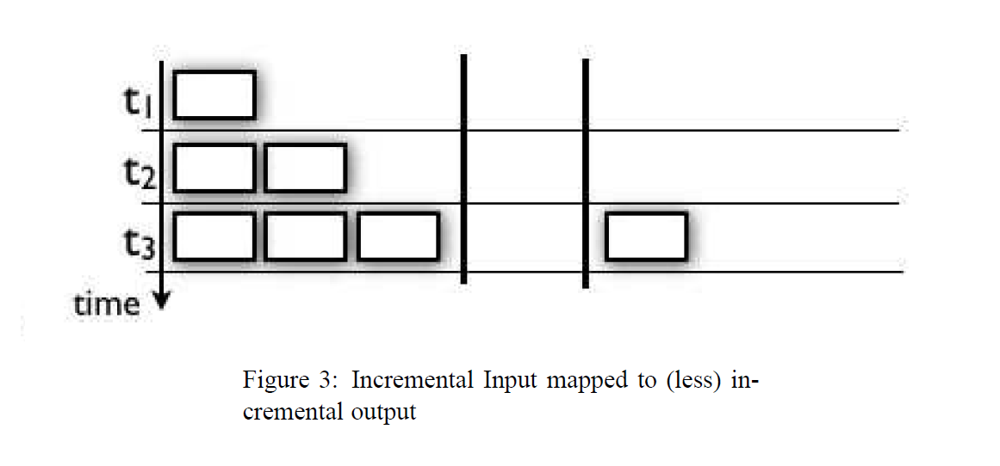 t1
t2
t3
time
Figure 3: Incremental Input mapped to (less) in-
cremental output